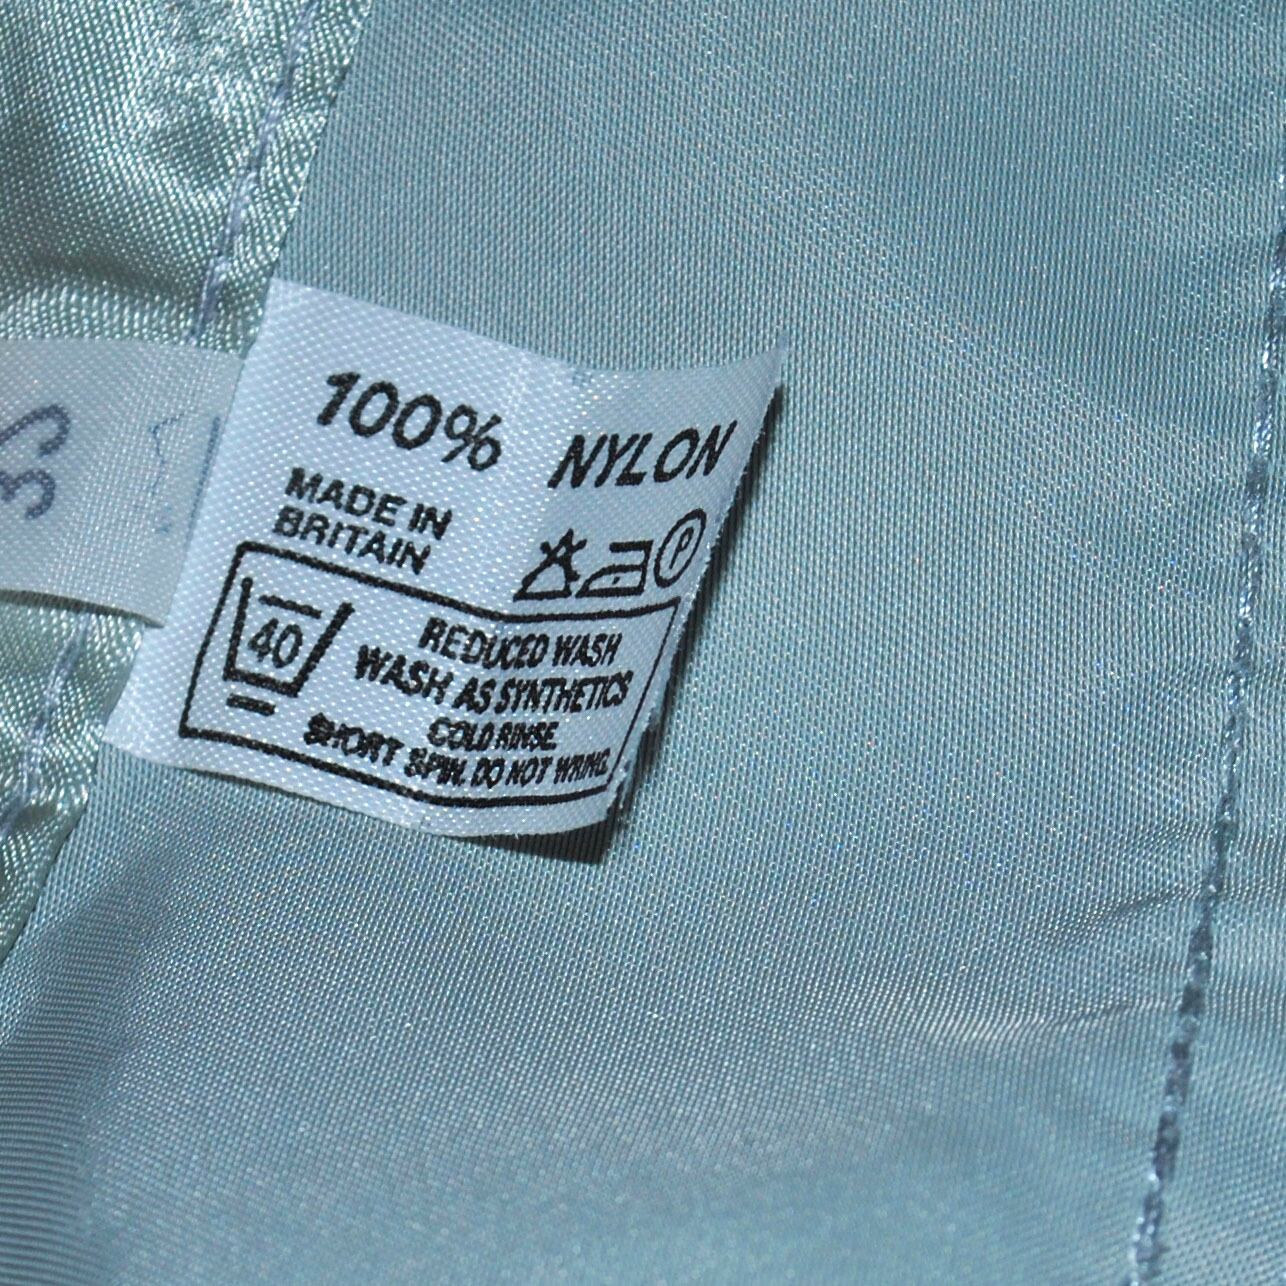 100% NYLON
MADE IN
BRITAIN
P
40
REDUCED WASH
WASH AS SYNTHETICS
COLD RINSE.
SHORT SPIN. DO NOT WRING.